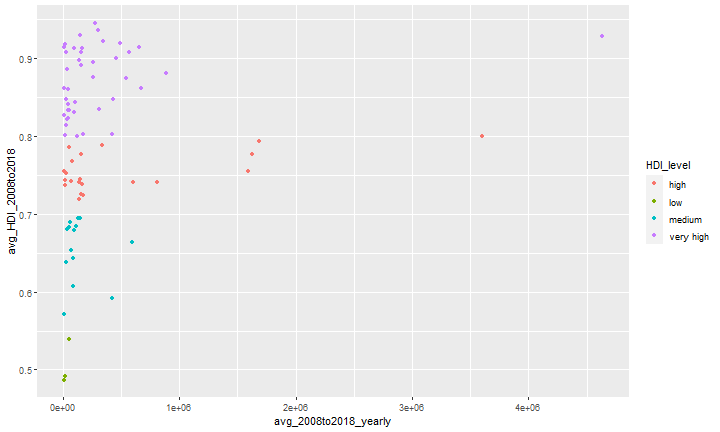 avg_HDI_2008to2018
0.9
0.8
0.7
0.6
0.5
0e+00
1e+06
2e+06
3e+06
4e+06
avg_2008to2018_yearly
HDI_level
high
low
medium
very high